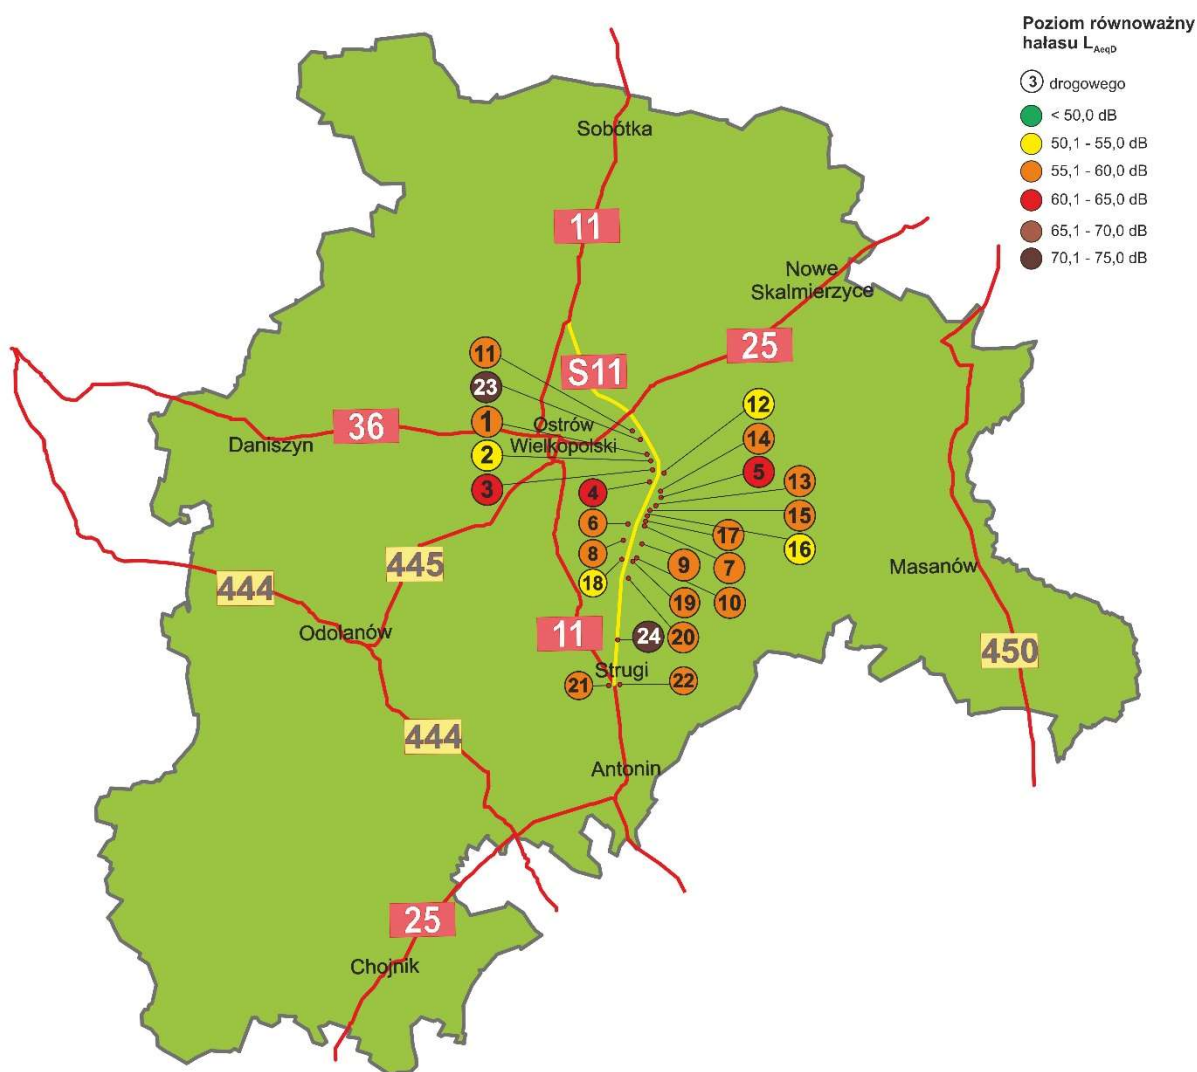 Poziom równoważny
hałasu LAeqD
3 drogowego
< 50,0 dB
50,1 - 55,0 dB
55,1 - 60,0 dB
60,1 - 65,0 dB
65,1 - 70,0 dB
70,1 - 75,0 dB
Sobótka
11
Nowe
Skalmierzyce
25
11
S11
23
12
1
36
Ostrów
Wielkopolski
Daniszyn
14
2
5
3
4
13
15
6
17
16
8
9
7
445
Masanów
18
444
19
10
Odolanów
11
24
20
450
Strugi
21
22
444
Antonin
25
Chojnik